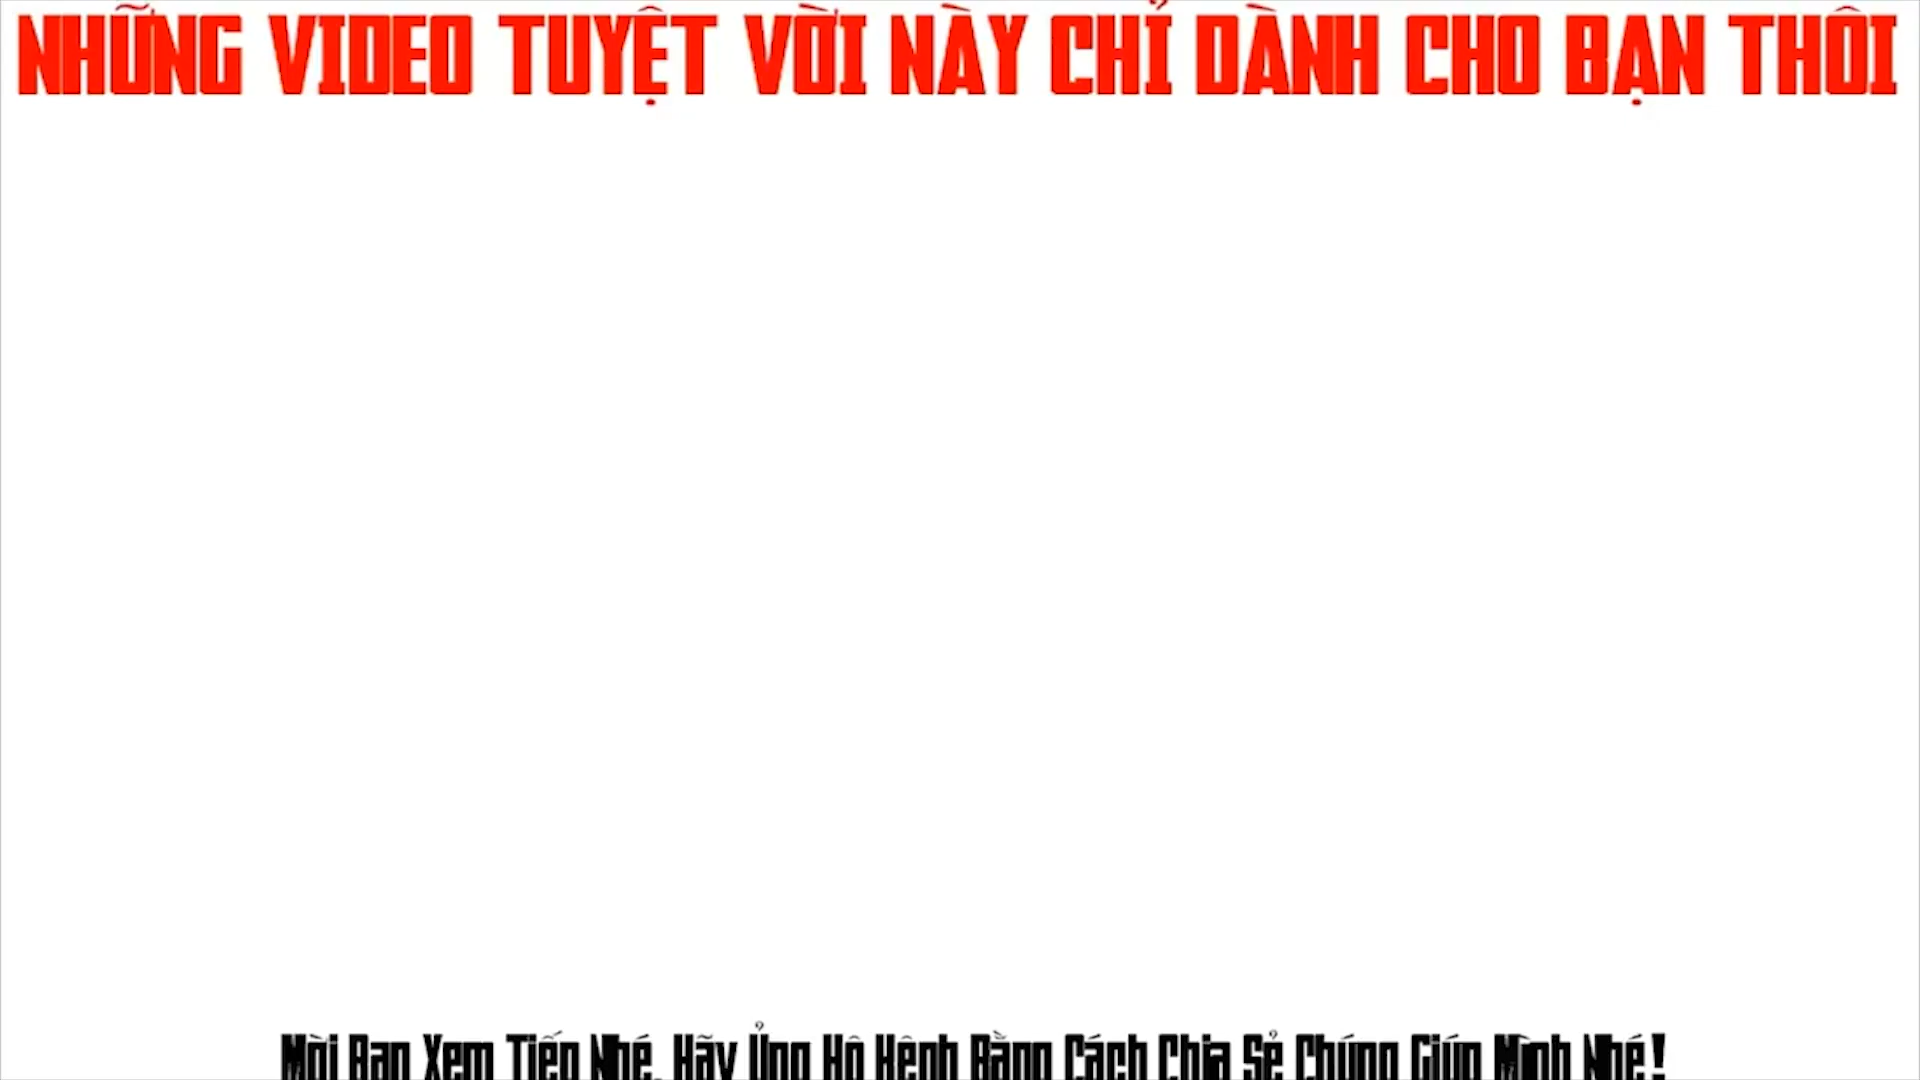 NHỮNG VIDEO TUYỆT VỜI NÀY CHỈ DÀNH CHO BẠN THÔI
Mời Bạn Xem Tiếp Nhé. Hãy Ủng Hộ Kênh Bằng Cách Chia Sẻ Chúng Giúp Mình Nhé!